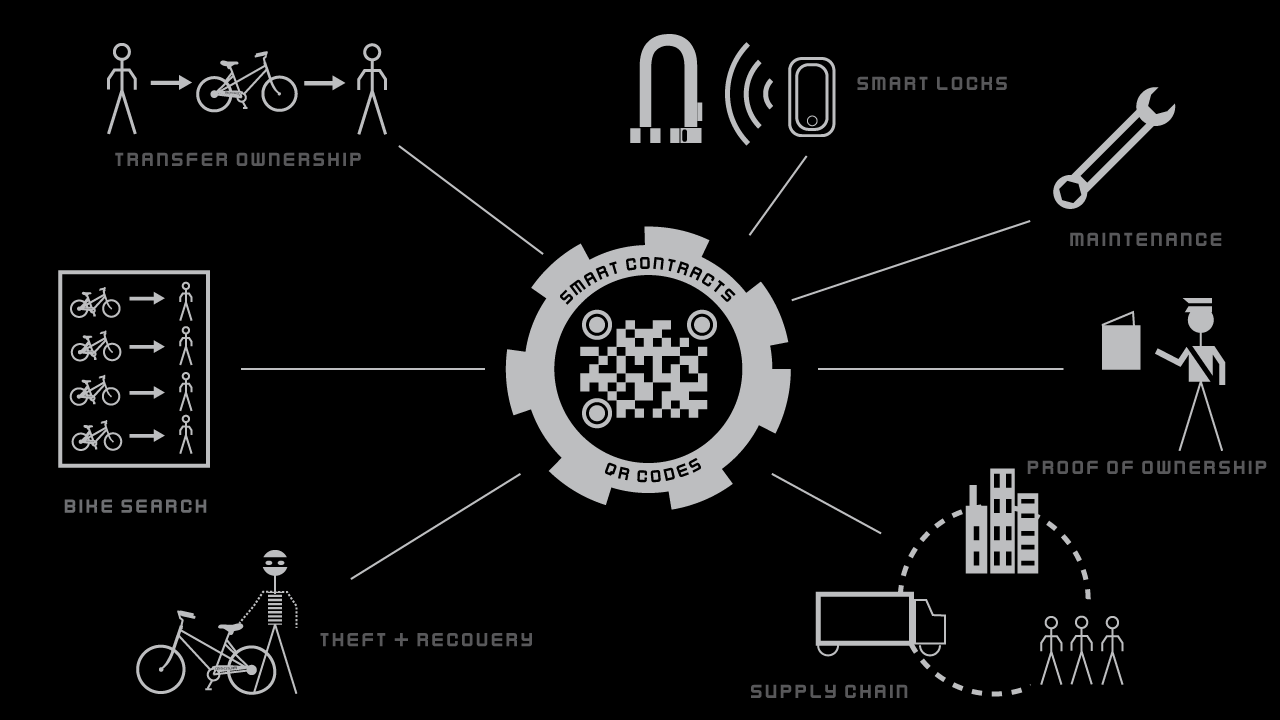 SMART LOCKS
TRANSFER OWNERSHIP
MAINTENANCE
SMART CONTRACTS
QR CODES
PROOF OF OWNERSHIP
BIKE SEARCH
THEFT + RECOVERY
SUPPLY CHAIN